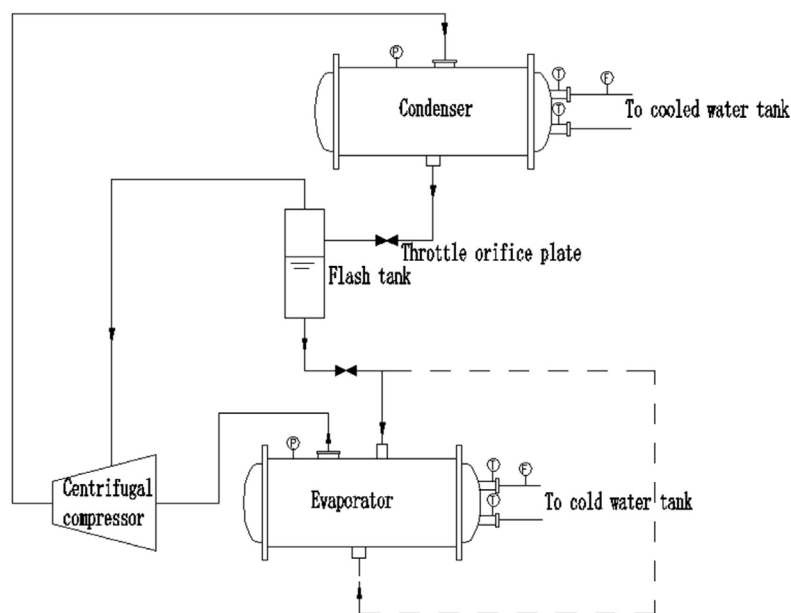 P
Condenser
T
F
T
To cooled water tank
Throttle orifice plate
Flash tank
P
Evaporator
T
F
T
To cold water tank
Centrifugal
compressor